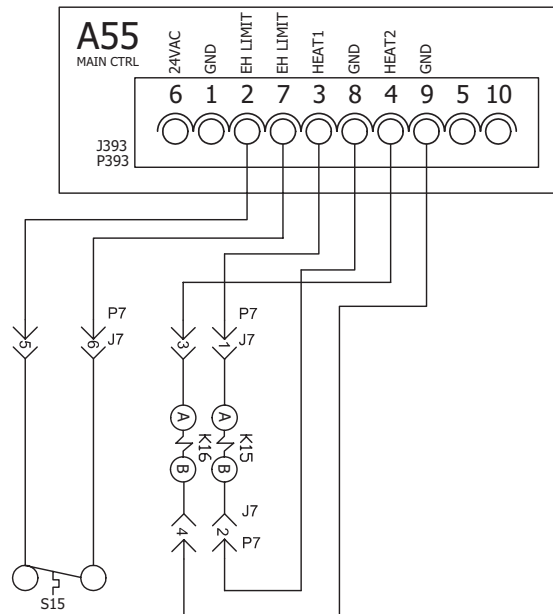 A55
MAIN CTRL
24VAC GND EH LIMIT EH LIMIT HEAT1 GND HEAT2 GND
6 1 2 7 3 8 4 9 5 10
J393
P393
P7 P7
5 6 J7 3 1 J7
A A
K16 K15
B B
J7
4 2
P7
S15